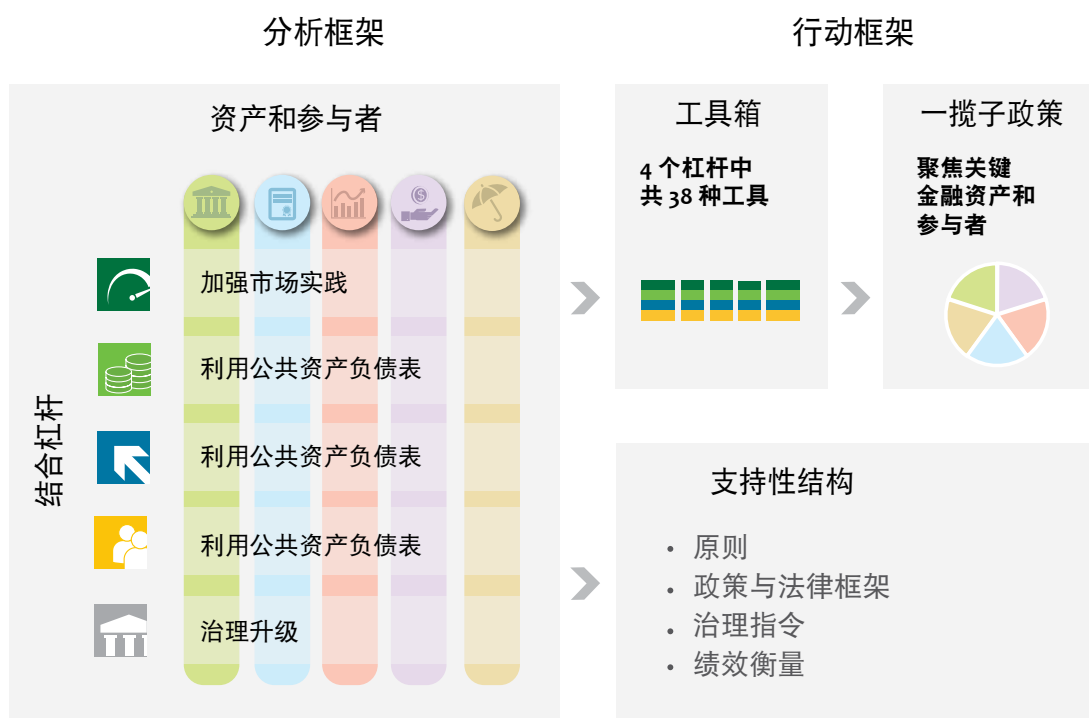 分析框架
资产和参与者
结合杠杆
加强市场实践
利用公共资产负债表
利用公共资产负债表
利用公共资产负债表
治理升级
行动框架
工具箱
4 个杠杆中
共 38 种工具
一揽子政策
聚焦关键
金融资产和
参与者
支持性结构
• 原则
• 政策与法律框架
• 治理指令
• 绩效衡量